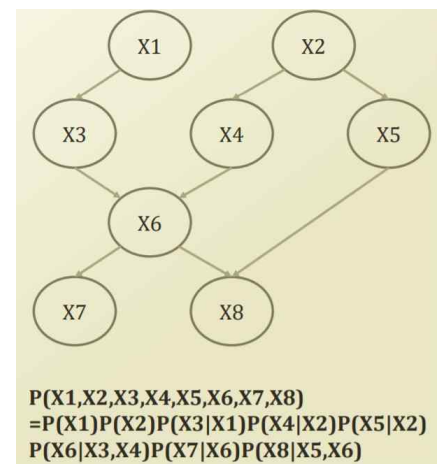 X1 X2
X3 X4 X5
X6
X7 X8
P(X1,X2,X3,X4,X5,X6,X7,X8)
=P(X1)P(X2)P(X3|X1)P(X4|X2)P(X5|X2)
P(X6|X3,X4)P(X7|X6)P(X8|X5,X6)